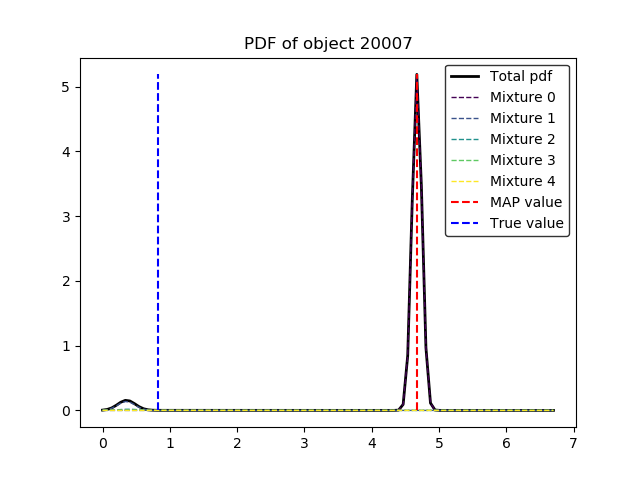 PDF of object 20007
5
4
3
2
1
0
0 1 2 3 4 5 6 7
Total pdf
Mixture 0
Mixture 1
Mixture 2
Mixture 3
Mixture 4
MAP value
True value